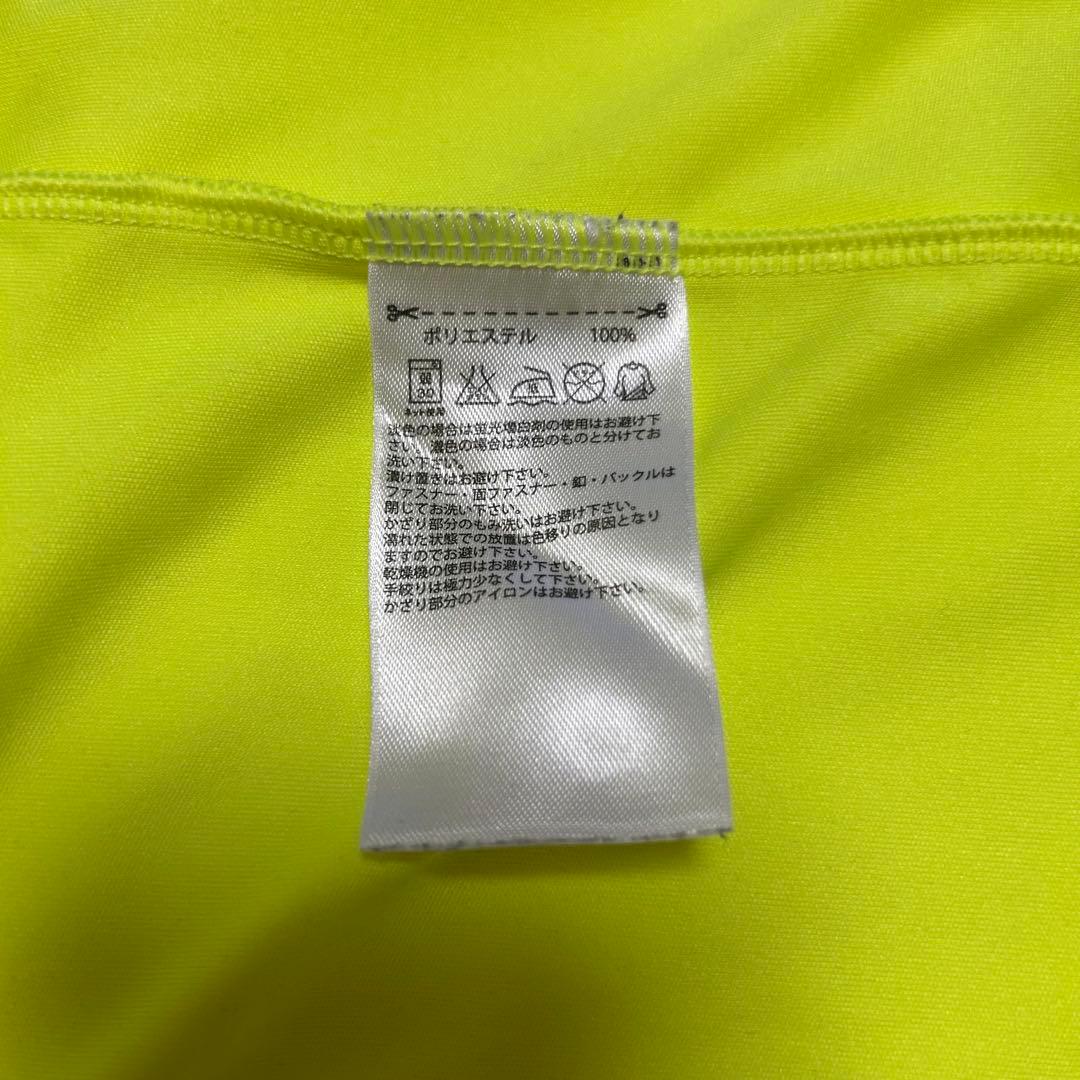 ポリエステル 100%
弱
30
ネット使用
淡色の場合は蛍光増白剤の使用はお避け下
さい。濃色の場合は淡色のものと分けてお
洗い下さい。
漬け置きはお避け下さい。
ファスナー・面ファスナー・釦・バックルは
閉じてお洗い下さい。
かざり部分のもみ洗いはお避け下さい。
濡れた状態での放置は色移りの原因となり
ますのでお避け下さい。
乾燥機の使用はお避け下さい。
手絞りは極力少なくして下さい。
かざり部分のアイロンはお避け下さい。